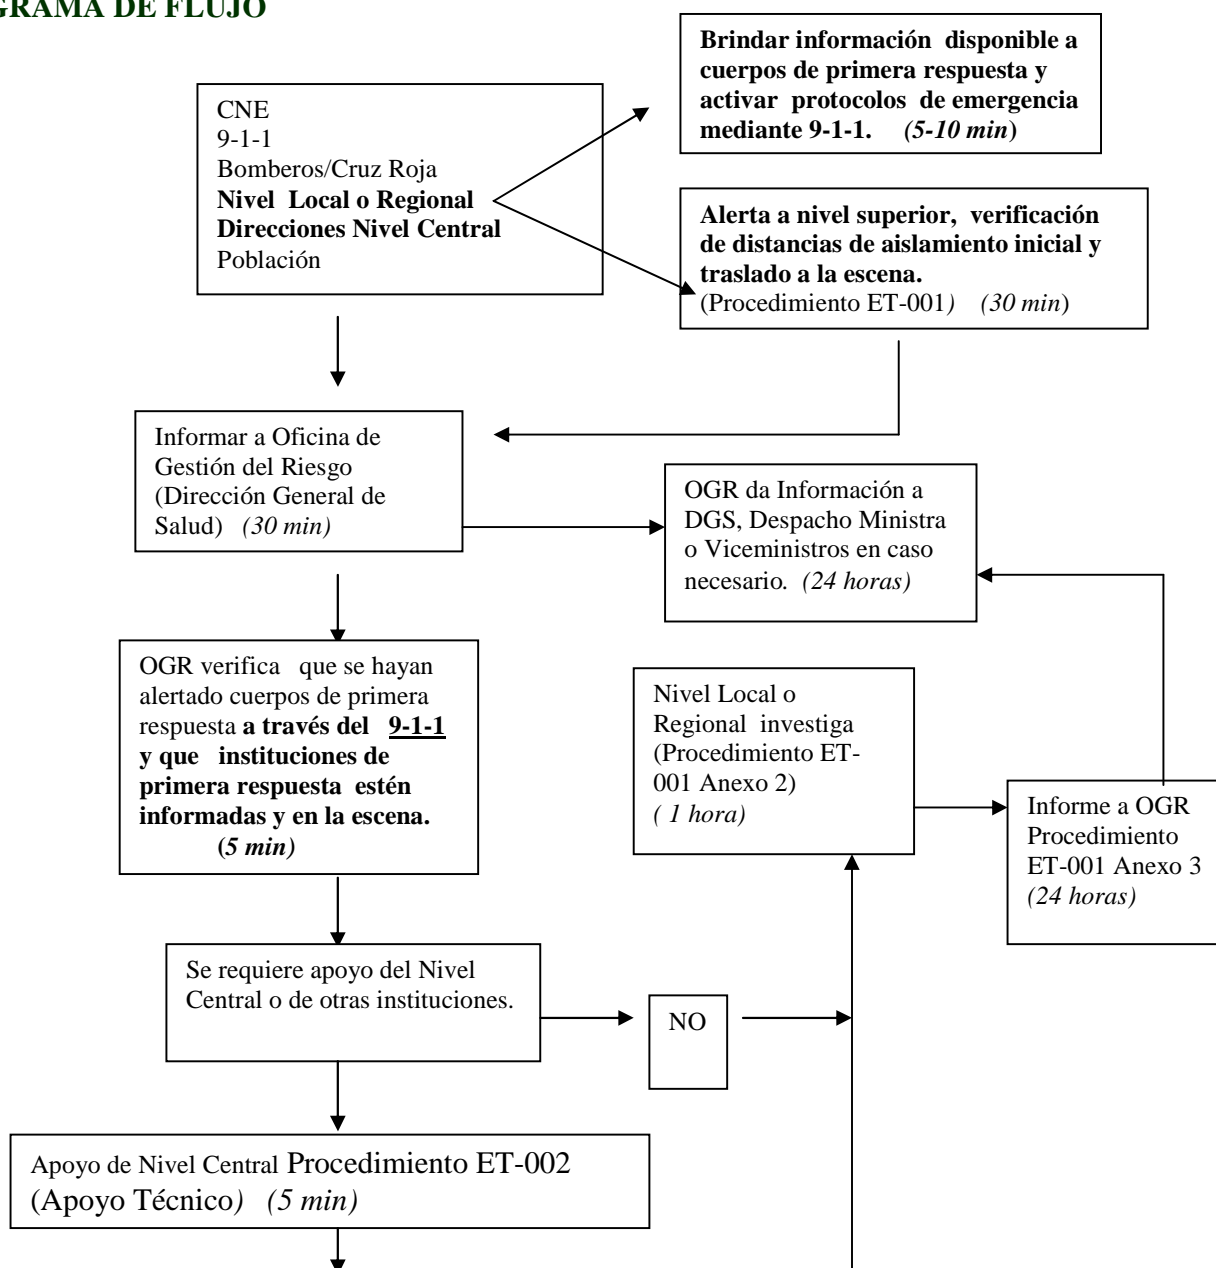 GRAMA DE FLUJO
Brindar información disponible a
cuerpos de primera respuesta y
activar protocolos de emergencia
mediante 9-1-1. (5-10 min)
CNE
9-1-1
Bomberos/Cruz Roja
Nivel Local o Regional
Direcciones Nivel Central
Población
Alerta a nivel superior, verificación
de distancias de aislamiento inicial y
traslado a la escena.
(Procedimiento ET-001) (30 min)
Informar a Oficina de
Gestión del Riesgo
(Dirección General de
Salud) (30 min)
OGR da Información a
DGS, Despacho Ministra
o Viceministros en caso
necesario. (24 horas)
OGR verifica que se hayan
alertado cuerpos de primera
respuesta a través del 9-1-1
y que instituciones de
primera respuesta estén
informadas y en la escena.
(5 min)
Nivel Local o
Regional investiga
(Procedimiento ET-
001 Anexo 2)
( 1 hora)
Informe a OGR
Procedimiento
ET-001 Anexo 3
(24 horas)
Se requiere apoyo del Nivel
Central o de otras instituciones.
NO
Apoyo de Nivel Central Procedimiento ET-002
(Apoyo Técnico) (5 min)